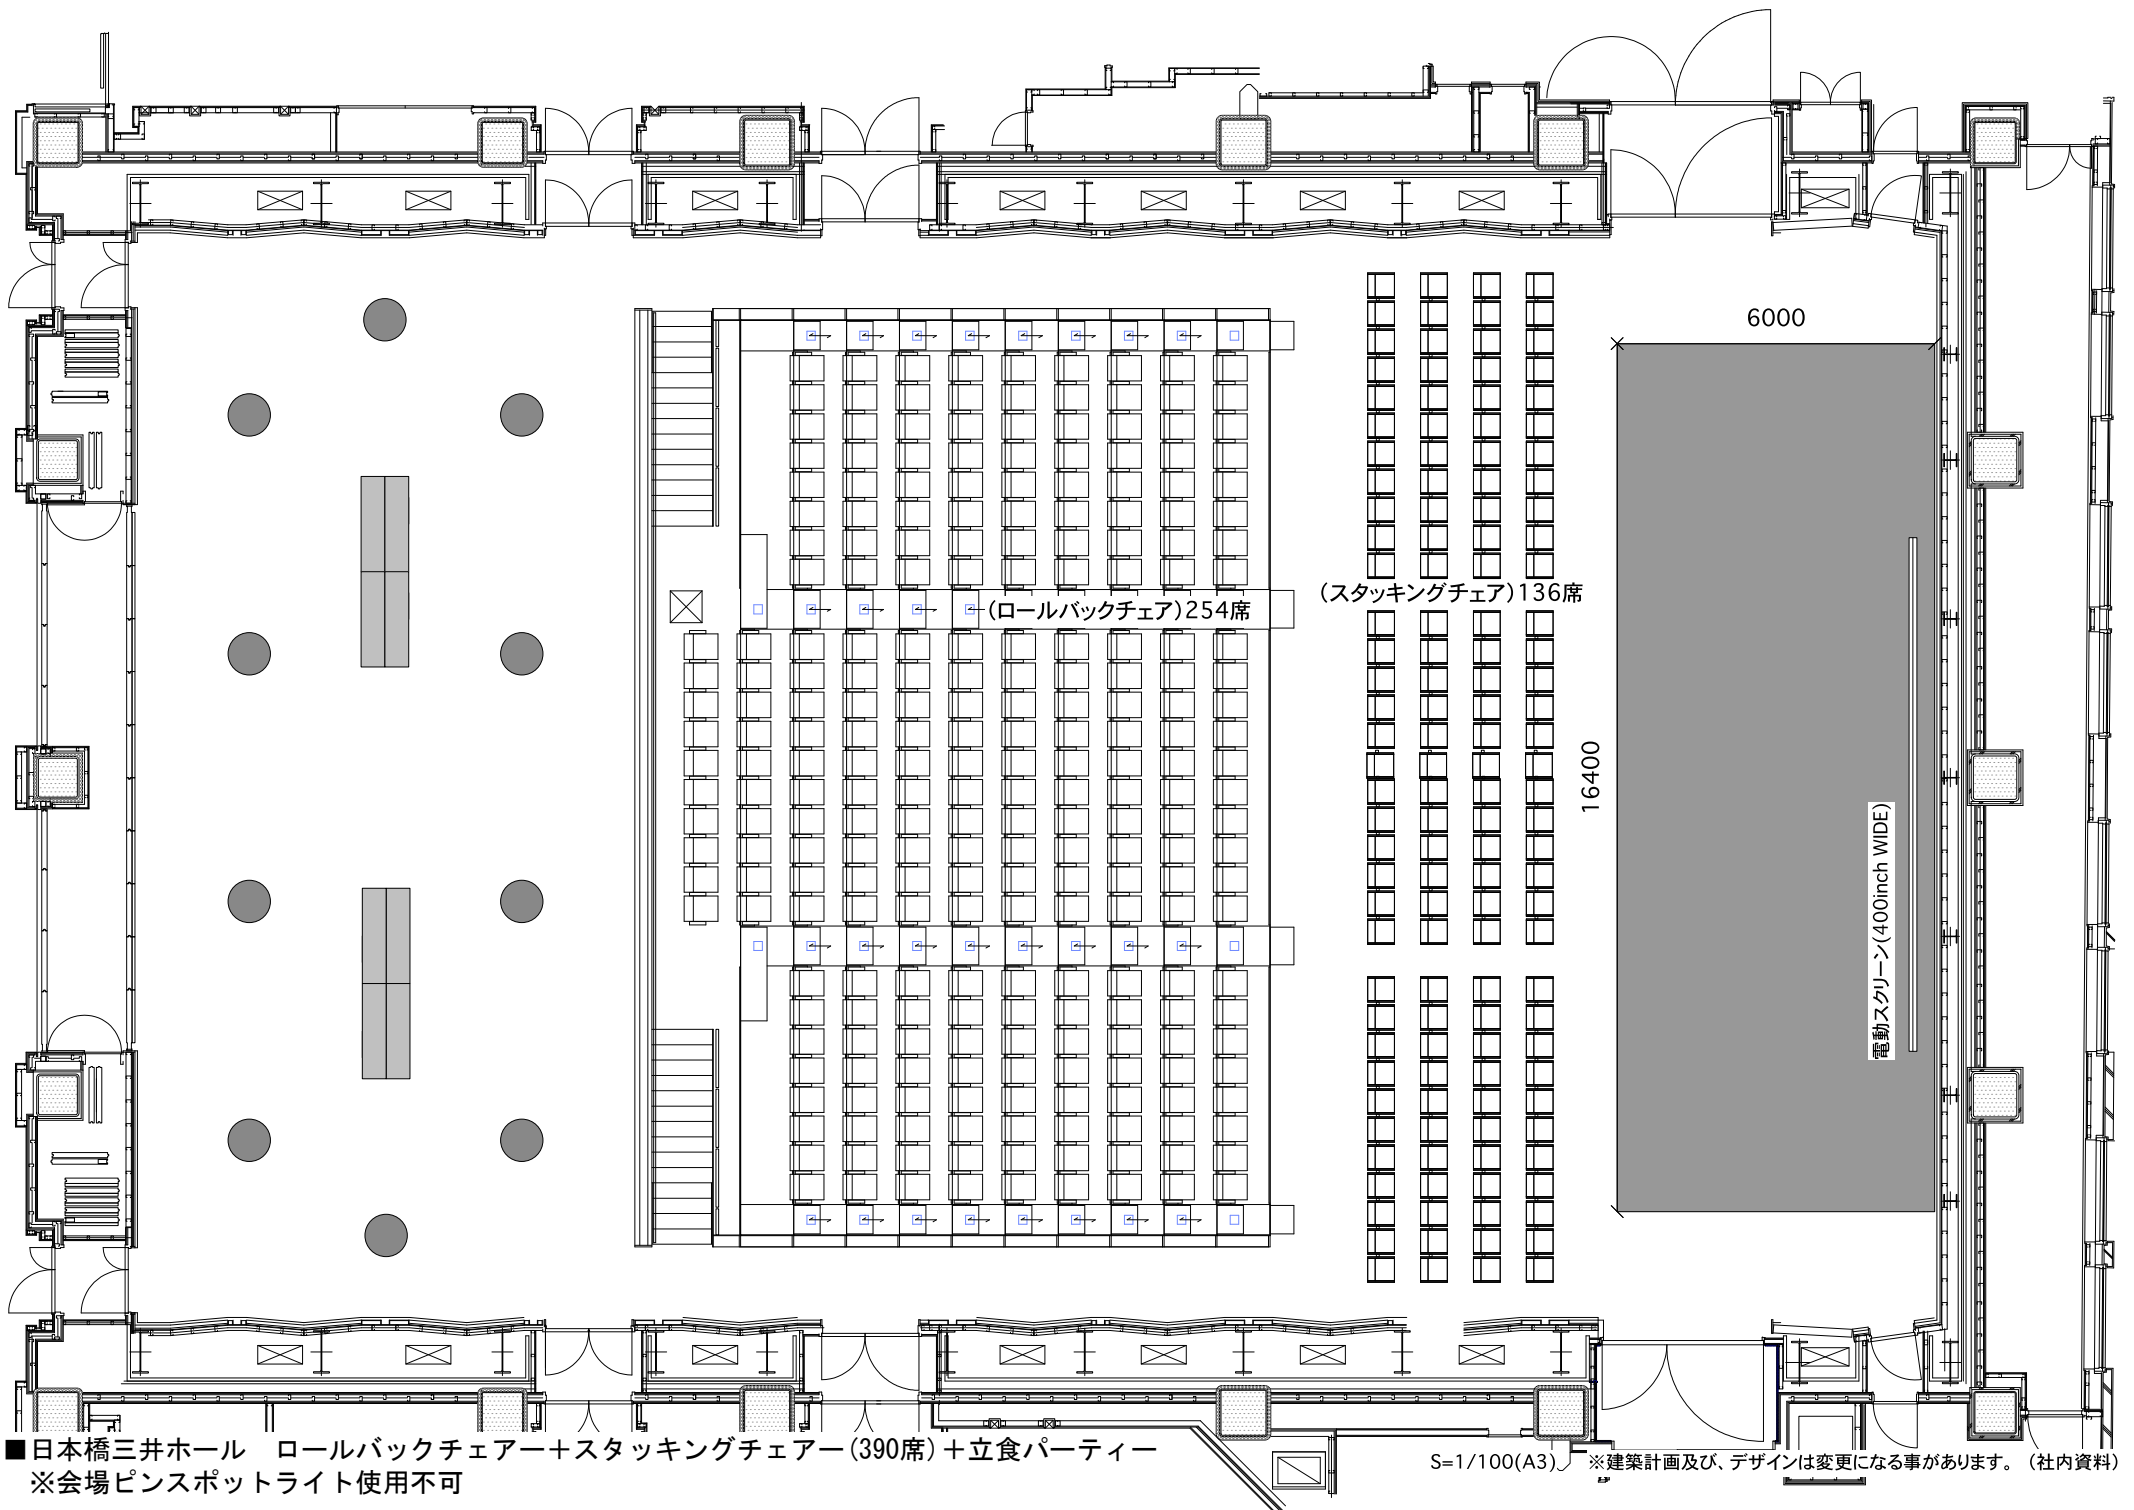 6000
(ロールバックチェア)254席
(スタッキングチェア)136席
16400
電動スクリーン(400inch WIDE)
■日本橋三井ホール　ロールバックチェアー＋スタッキングチェアー(390席)＋立食パーティー
※会場ピンスポットライト使用不可
S=1/100(A3)
※建築計画及び、デザインは変更になる事があります。（社内資料）